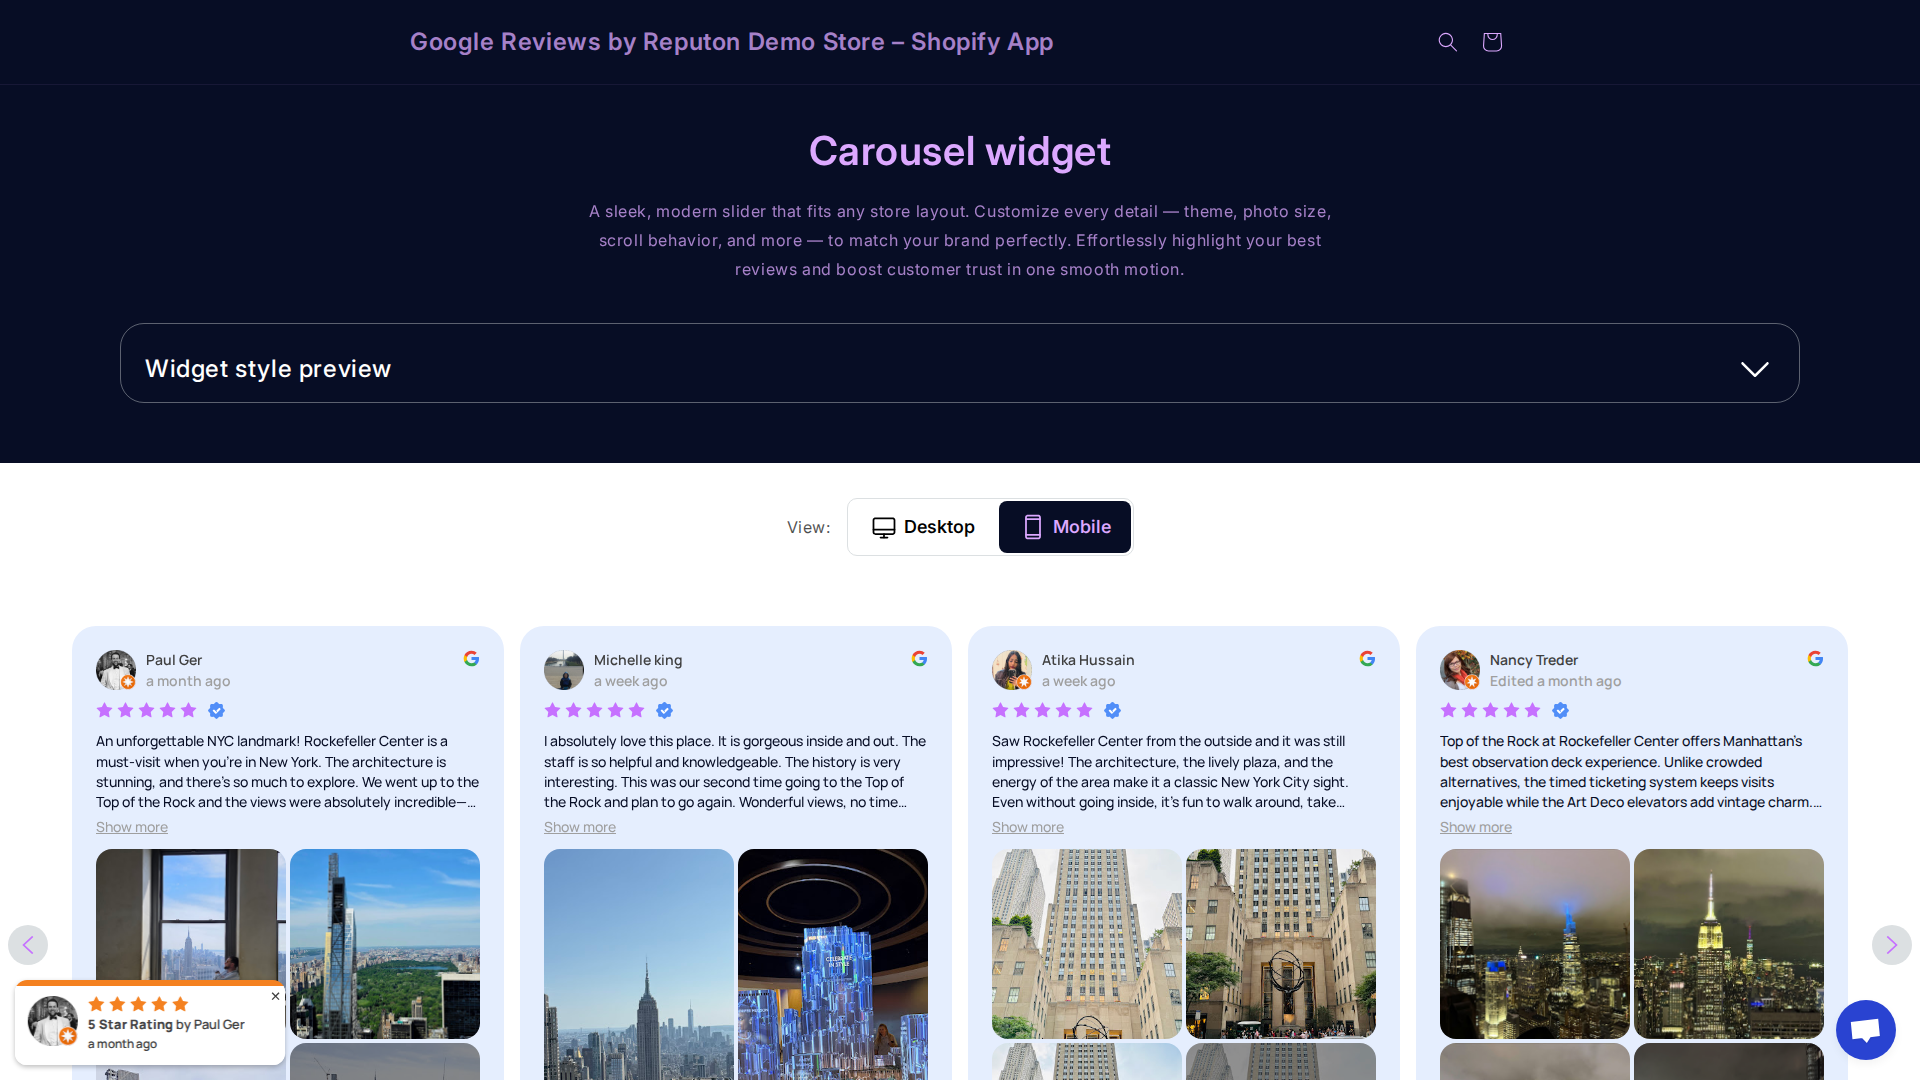 Google Reviews by Reputon Demo Store – Shopify App
Carousel widget
A sleek, modern slider that fits any store layout. Customize every detail — theme, photo size,
scroll behavior, and more — to match your brand perfectly. Effortlessly highlight your best
reviews and boost customer trust in one smooth motion.
Widget style preview
View:
Desktop
Mobile
Paul Ger
a month ago
An unforgettable NYC landmark! Rockefeller Center is a
must-visit when you’re in New York. The architecture is
stunning, and there’s so much to explore. We went up to the
Top of the Rock and the views were absolutely incredible—...
Show more
Michelle king
a week ago
I absolutely love this place. It is gorgeous inside and out. The
staff is so helpful and knowledgeable. The history is very
interesting. This was our second time going to the Top of
the Rock and plan to go again. Wonderful views, no time...
Show more
CELEBRATE
IN STYLE
Atika Hussain
a week ago
Saw Rockefeller Center from the outside and it was still
impressive! The architecture, the lively plaza, and the
energy of the area make it a classic New York City sight.
Even without going inside, it’s fun to walk around, take...
Show more
Nancy Treder
Edited a month ago
Top of the Rock at Rockefeller Center offers Manhattan’s
best observation deck experience. Unlike crowded
alternatives, the timed ticketing system keeps visits
enjoyable while the Art Deco elevators add vintage charm....
Show more
5 Star Rating by Paul Ger
a month ago